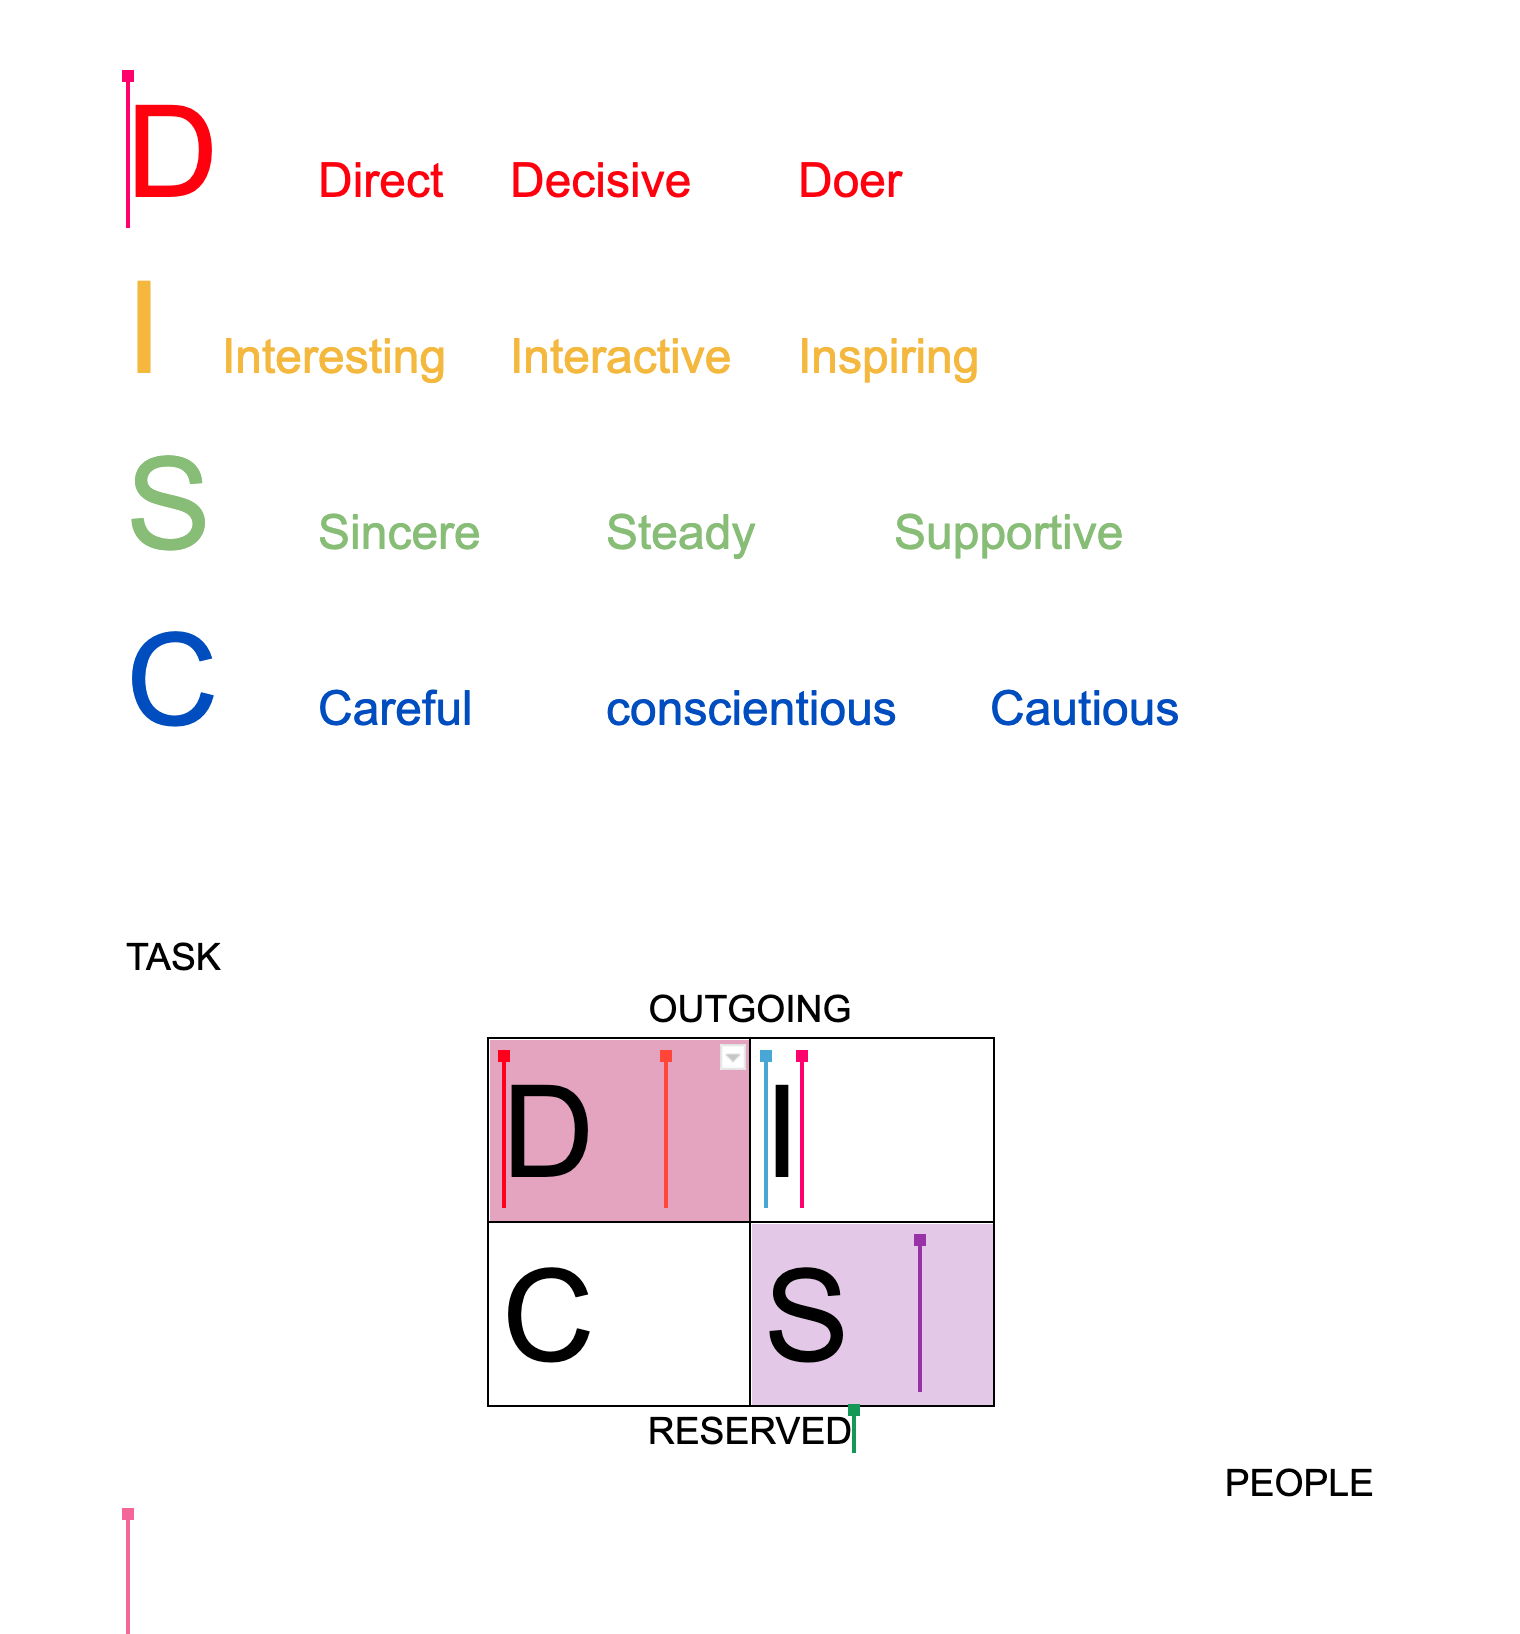 D Direct Decisive Doer
I Interesting Interactive Inspiring
S Sincere Steady Supportive
C Careful conscientious Cautious
TASK
OUTGOING
D I
C S
RESERVED
PEOPLE